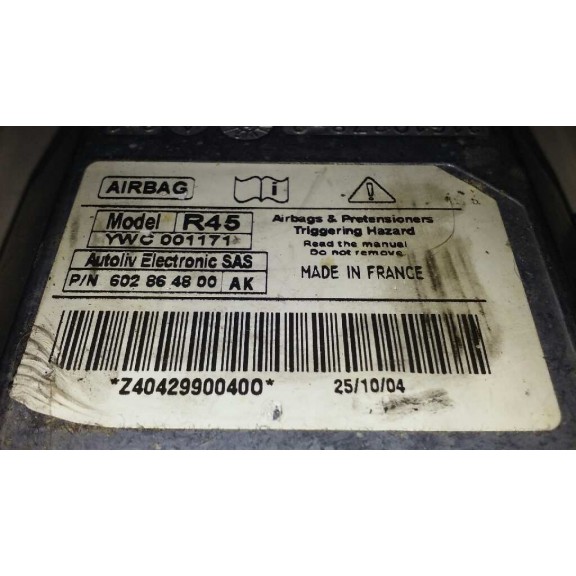 AIRBAG i
Model R45
YWC 001171
Autoliv Electronic SAS
P/N 602 86 48 00 AK
Airbags & Pretensioners
Triggering Hazard
Read the manual
Do not remove
MADE IN FRANCE
*Z40429900400* 25/10/04